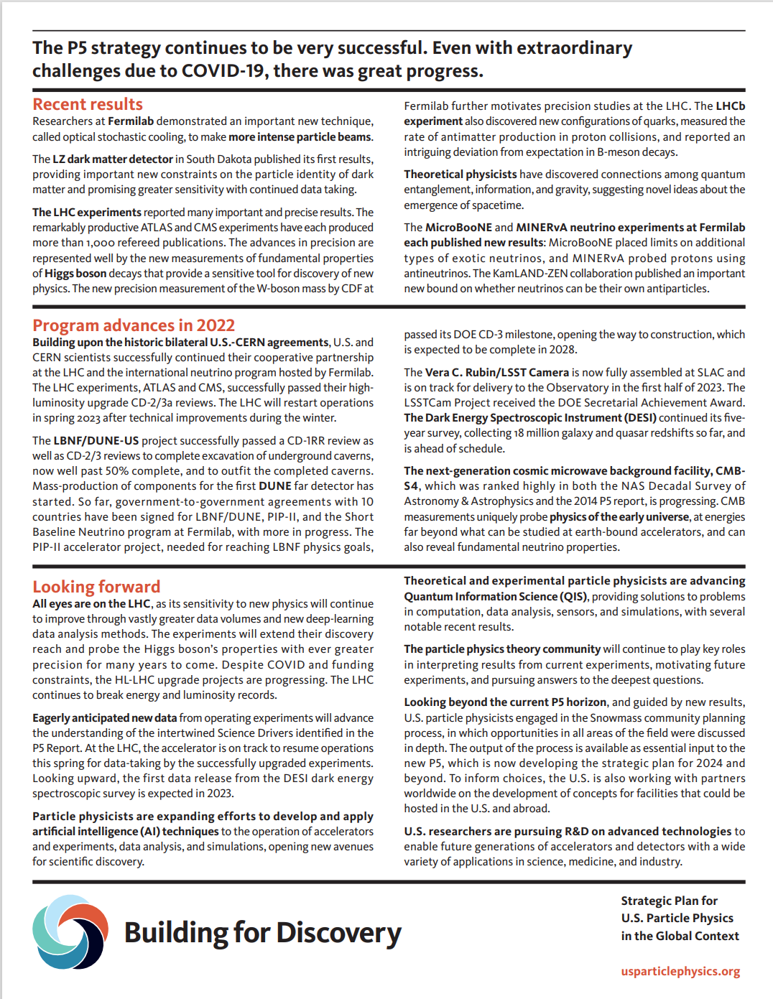 The P5 strategy continues to be very successful. Even with extraordinary
challenges due to COVID-19, there was great progress.
Recent results
Researchers at Fermilab demonstrated an important new technique,
called optical stochastic cooling, to make more intense particle beams.
The LZ dark matter detector in South Dakota published its first results,
providing important new constraints on the particle identity of dark
matter and promising greater sensitivity with continued data taking.
The LHC experiments reported many important and precise results. The
remarkably productive ATLAS and CMS experiments have each produced
more than 1,000 refereed publications. The advances in precision are
represented well by the new measurements of fundamental properties
of Higgs boson decays that provide a sensitive tool for discovery of new
physics. The new precision measurement of the W-boson mass by CDF at
Fermilab further motivates precision studies at the LHC. The LHCb
experiment also discovered new configurations of quarks, measured the
rate of antimatter production in proton collisions, and reported an
intriguing deviation from expectation in B-meson decays.
Theoretical physicists have discovered connections among quantum
entanglement, information, and gravity, suggesting novel ideas about the
emergence of spacetime.
The MicroBooNE and MINERvA neutrino experiments at Fermilab
each published new results: MicroBooNE placed limits on additional
types of exotic neutrinos, and MINERvA probed protons using
antineutrinos. The KamLAND-ZEN collaboration published an important
new bound on whether neutrinos can be their own antiparticles.
Program advances in 2022
Building upon the historic bilateral U.S.-CERN agreements, U.S. and
CERN scientists successfully continued their cooperative partnership
at the LHC and the international neutrino program hosted by Fermilab.
The LHC experiments, ATLAS and CMS, successfully passed their high-
luminosity upgrade CD-2/3a reviews. The LHC will restart operations
in spring 2023 after technical improvements during the winter.
The LBNF/DUNE-US project successfully passed a CD-1RR review as
well as CD-2/3 reviews to complete excavation of underground caverns,
now well past 50% complete, and to outfit the completed caverns.
Mass-production of components for the first DUNE far detector has
started. So far, government-to-government agreements with 10
countries have been signed for LBNF/DUNE, PIP-II, and the Short
Baseline Neutrino program at Fermilab, with more in progress. The
PIP-II accelerator project, needed for reaching LBNF physics goals,
passed its DOE CD-3 milestone, opening the way to construction, which
is expected to be complete in 2028.
The Vera C. Rubin/LSST Camera is now fully assembled at SLAC and
is on track for delivery to the Observatory in the first half of 2023. The
LSSTCam Project received the DOE Secretarial Achievement Award.
The Dark Energy Spectroscopic Instrument (DESI) continued its five-
year survey, collecting 18 million galaxy and quasar redshifts so far, and
is ahead of schedule.
The next-generation cosmic microwave background facility, CMB-
S4, which was ranked highly in both the NAS Decadal Survey of
Astronomy & Astrophysics and the 2014 P5 report, is progressing. CMB
measurements uniquely probe physics of the early universe, at energies
far beyond what can be studied at earth-bound accelerators, and can
also reveal fundamental neutrino properties.
Looking forward
All eyes are on the LHC, as its sensitivity to new physics will continue
to improve through vastly greater data volumes and new deep-learning
data analysis methods. The experiments will extend their discovery
reach and probe the Higgs boson's properties with ever greater
precision for many years to come. Despite COVID and funding
constraints, the HL-LHC upgrade projects are progressing. The LHC
continues to break energy and luminosity records.
Eagerly anticipated new data from operating experiments will advance
the understanding of the intertwined Science Drivers identified in the
P5 Report. At the LHC, the accelerator is on track to resume operations
this spring for data-taking by the successfully upgraded experiments.
Looking upward, the first data release from the DESI dark energy
spectroscopic survey is expected in 2023.
Particle physicists are expanding efforts to develop and apply
artificial intelligence (AI) techniques to the operation of accelerators
and experiments, data analysis, and simulations, opening new avenues
for scientific discovery.
Theoretical and experimental particle physicists are advancing
Quantum Information Science (QIS), providing solutions to problems
in computation, data analysis, sensors, and simulations, with several
notable recent results.
The particle physics theory community will continue to play key roles
in interpreting results from current experiments, motivating future
experiments, and pursuing answers to the deepest questions.
Looking beyond the current P5 horizon, and guided by new results,
U.S. particle physicists engaged in the Snowmass community planning
process, in which opportunities in all areas of the field were discussed
in depth. The output of the process is available as essential input to the
new P5, which is now developing the strategic plan for 2024 and
beyond. To inform choices, the U.S. is also working with partners
worldwide on the development of concepts for facilities that could be
hosted in the U.S. and abroad.
U.S. researchers are pursuing R&D on advanced technologies to
enable future generations of accelerators and detectors with a wide
variety of applications in science, medicine, and industry.
Building for Discovery
Strategic Plan for
U.S. Particle Physics
in the Global Context
usparticlephysics.org